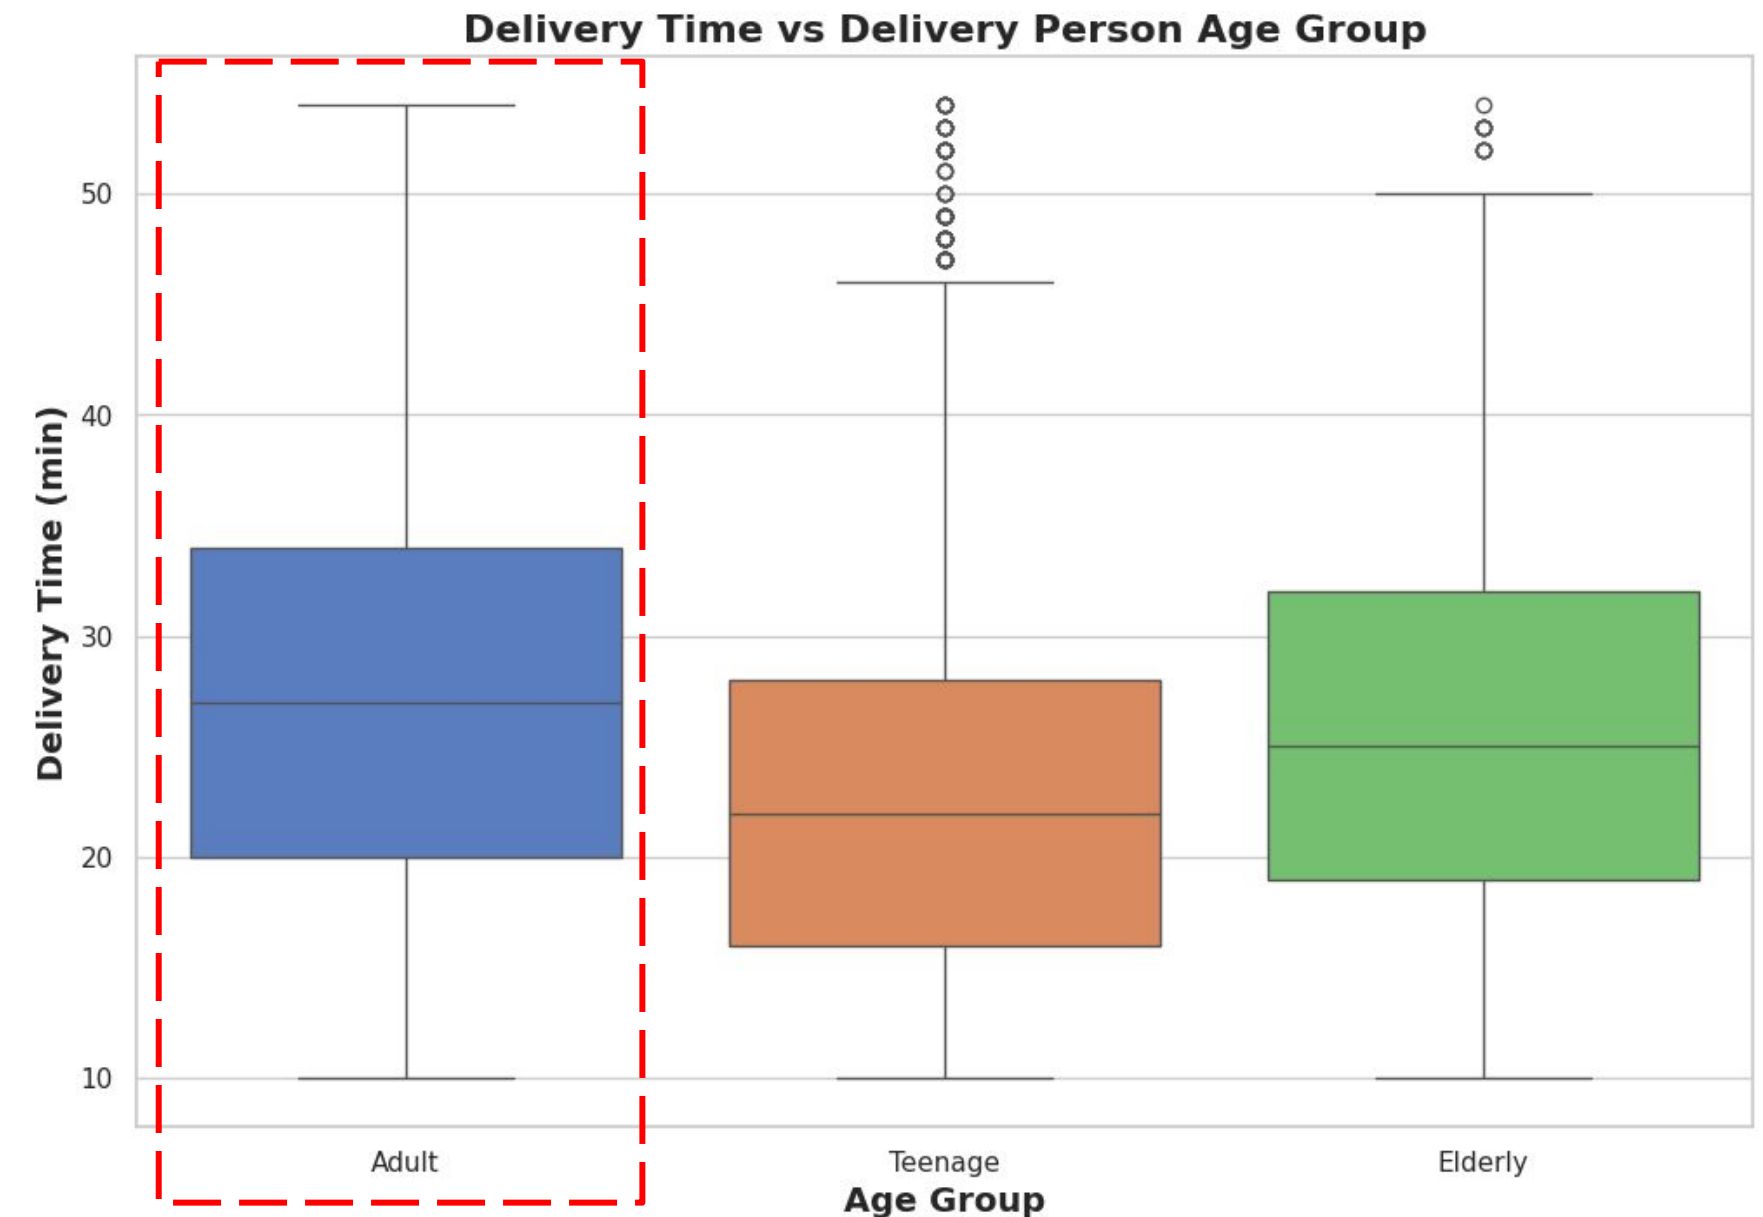 Delivery Time vs Delivery Person Age Group
Delivery Time (min)
50
40
30
20
10
Adult
Teenage
Elderly
Age Group